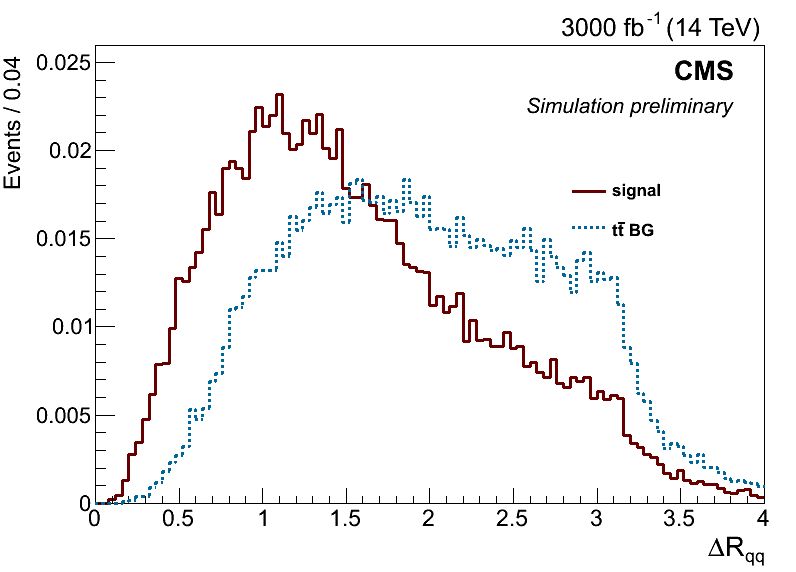 3000 fb⁻¹ (14 TeV)
Events / 0.04
CMS
Simulation preliminary
signal
tt̄ BG
0.025
0.02
0.015
0.01
0.005
0
0 0.5 1 1.5 2 2.5 3 3.5 4
ΔR_qq